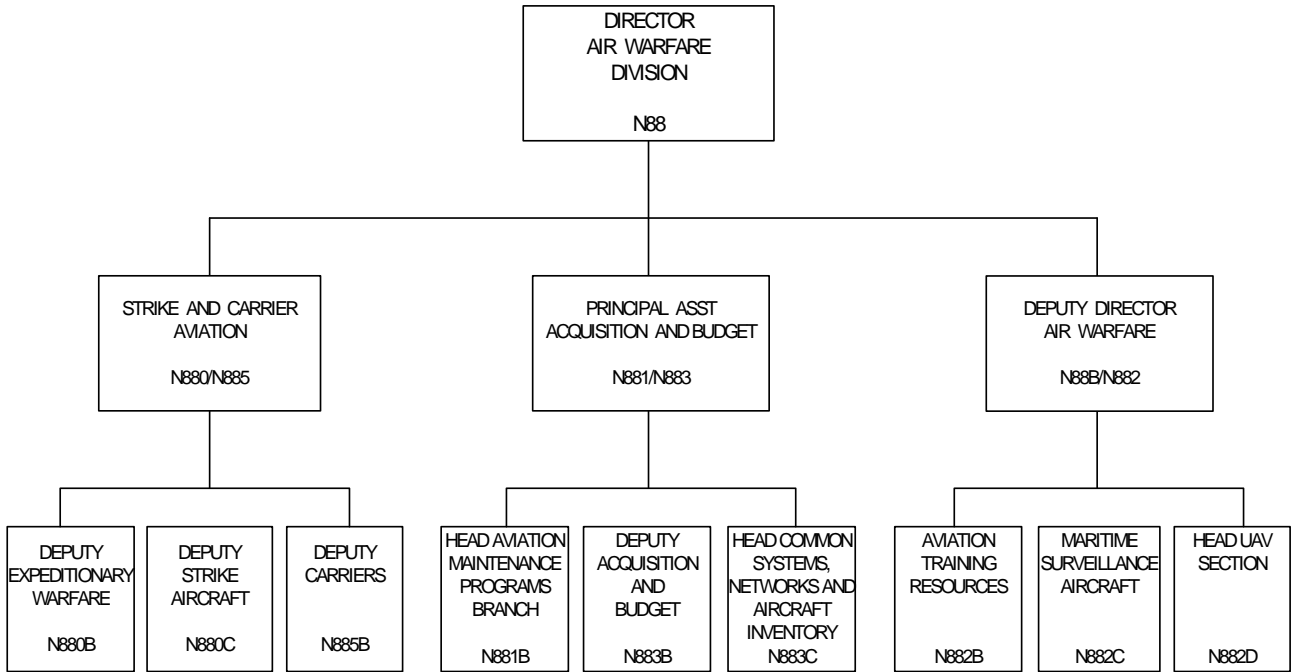 DIRECTOR
AIR WARFARE
DIVISION
N88
STRIKE AND CARRIER
AVIATION
N880/N885
PRINCIPAL ASST
ACQUISITION AND BUDGET
N881/N883
DEPUTY DIRECTOR
AIR WARFARE
N88B/N882
DEPUTY
EXPEDITIONARY
WARFARE
N880B
DEPUTY
STRIKE
AIRCRAFT
N880C
DEPUTY
CARRIERS
N885B
HEAD AVIATION
MAINTENANCE
PROGRAMS
BRANCH
N881B
DEPUTY
ACQUISITION
AND
BUDGET
N883B
HEAD COMMON
SYSTEMS,
NETWORKS AND
AIRCRAFT
INVENTORY
N883C
AVIATION
TRAINING
RESOURCES
N882B
MARITIME
SURVEILLANCE
AIRCRAFT
N882C
HEAD UAV
SECTION
N882D